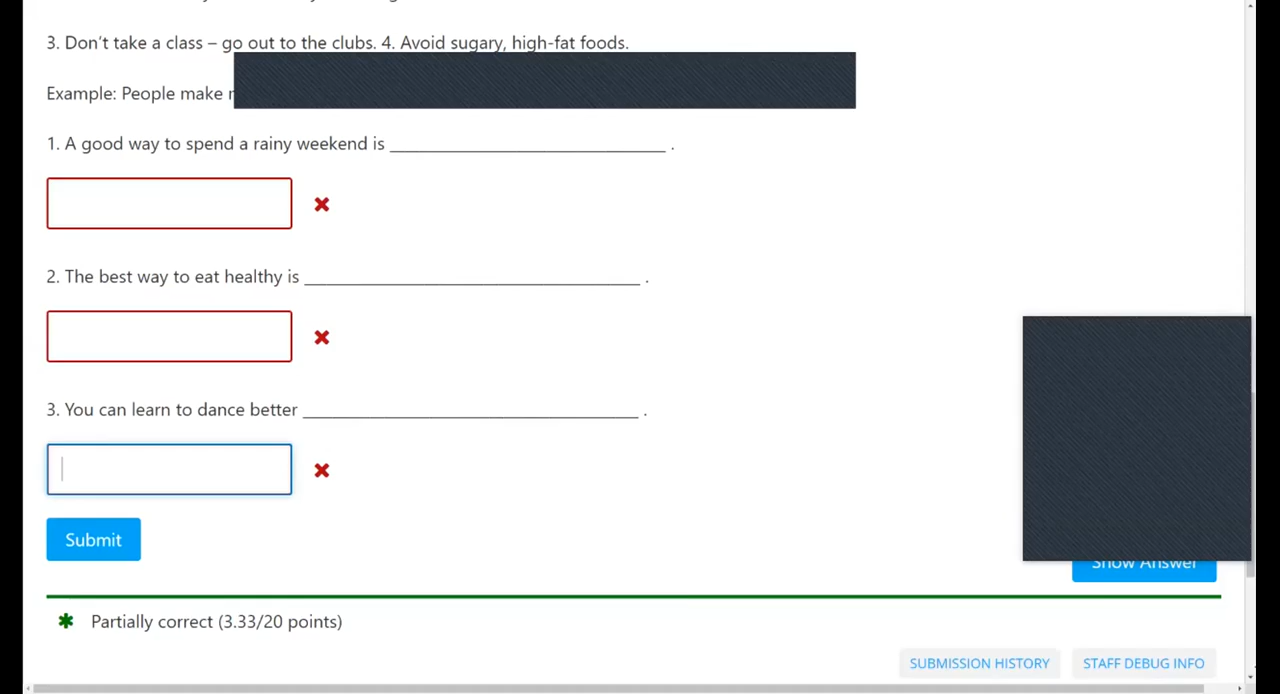 3. Don't take a class – go out to the clubs. 4. Avoid sugary, high-fat foods.
Example: People make
1. A good way to spend a rainy weekend is ______________________________ .
2. The best way to eat healthy is ____________________________________ .
3. You can learn to dance better ____________________________________ .
Submit
Show Answer
Partially correct (3.33/20 points)
SUBMISSION HISTORY
STAFF DEBUG INFO